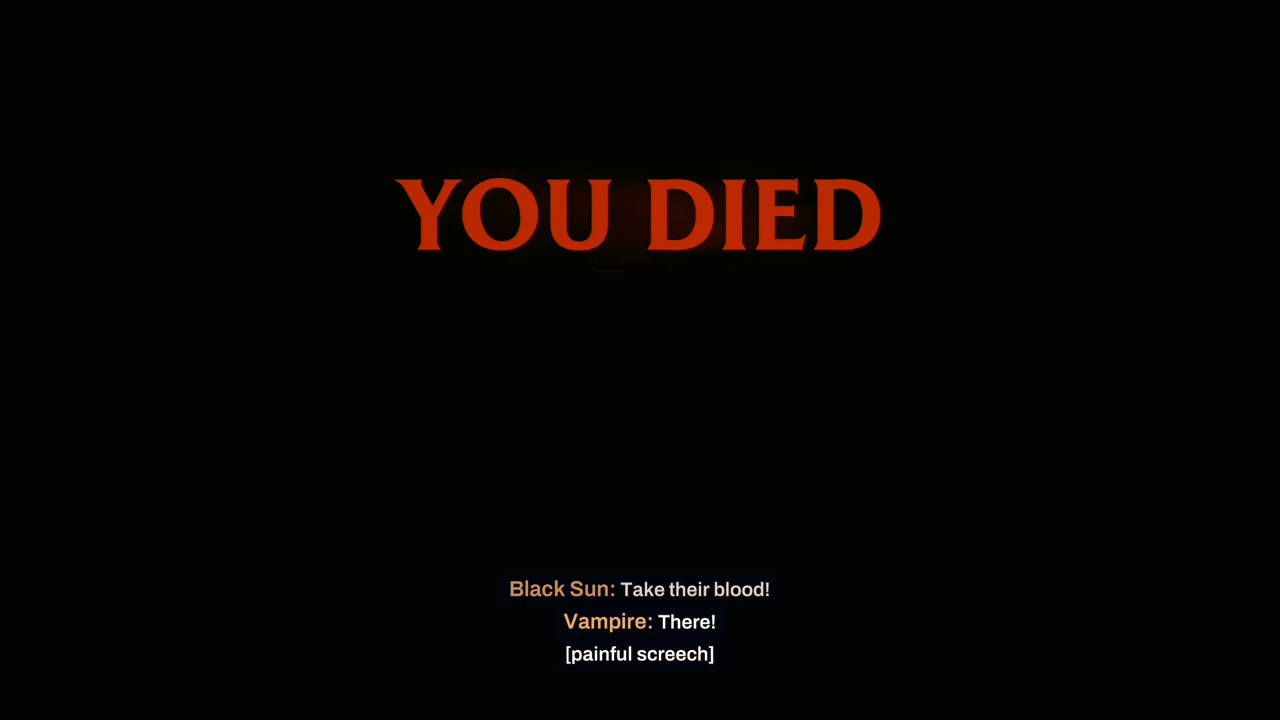 YOU DIED
Black Sun: Take their blood!
Vampire: There!
[painful screech]